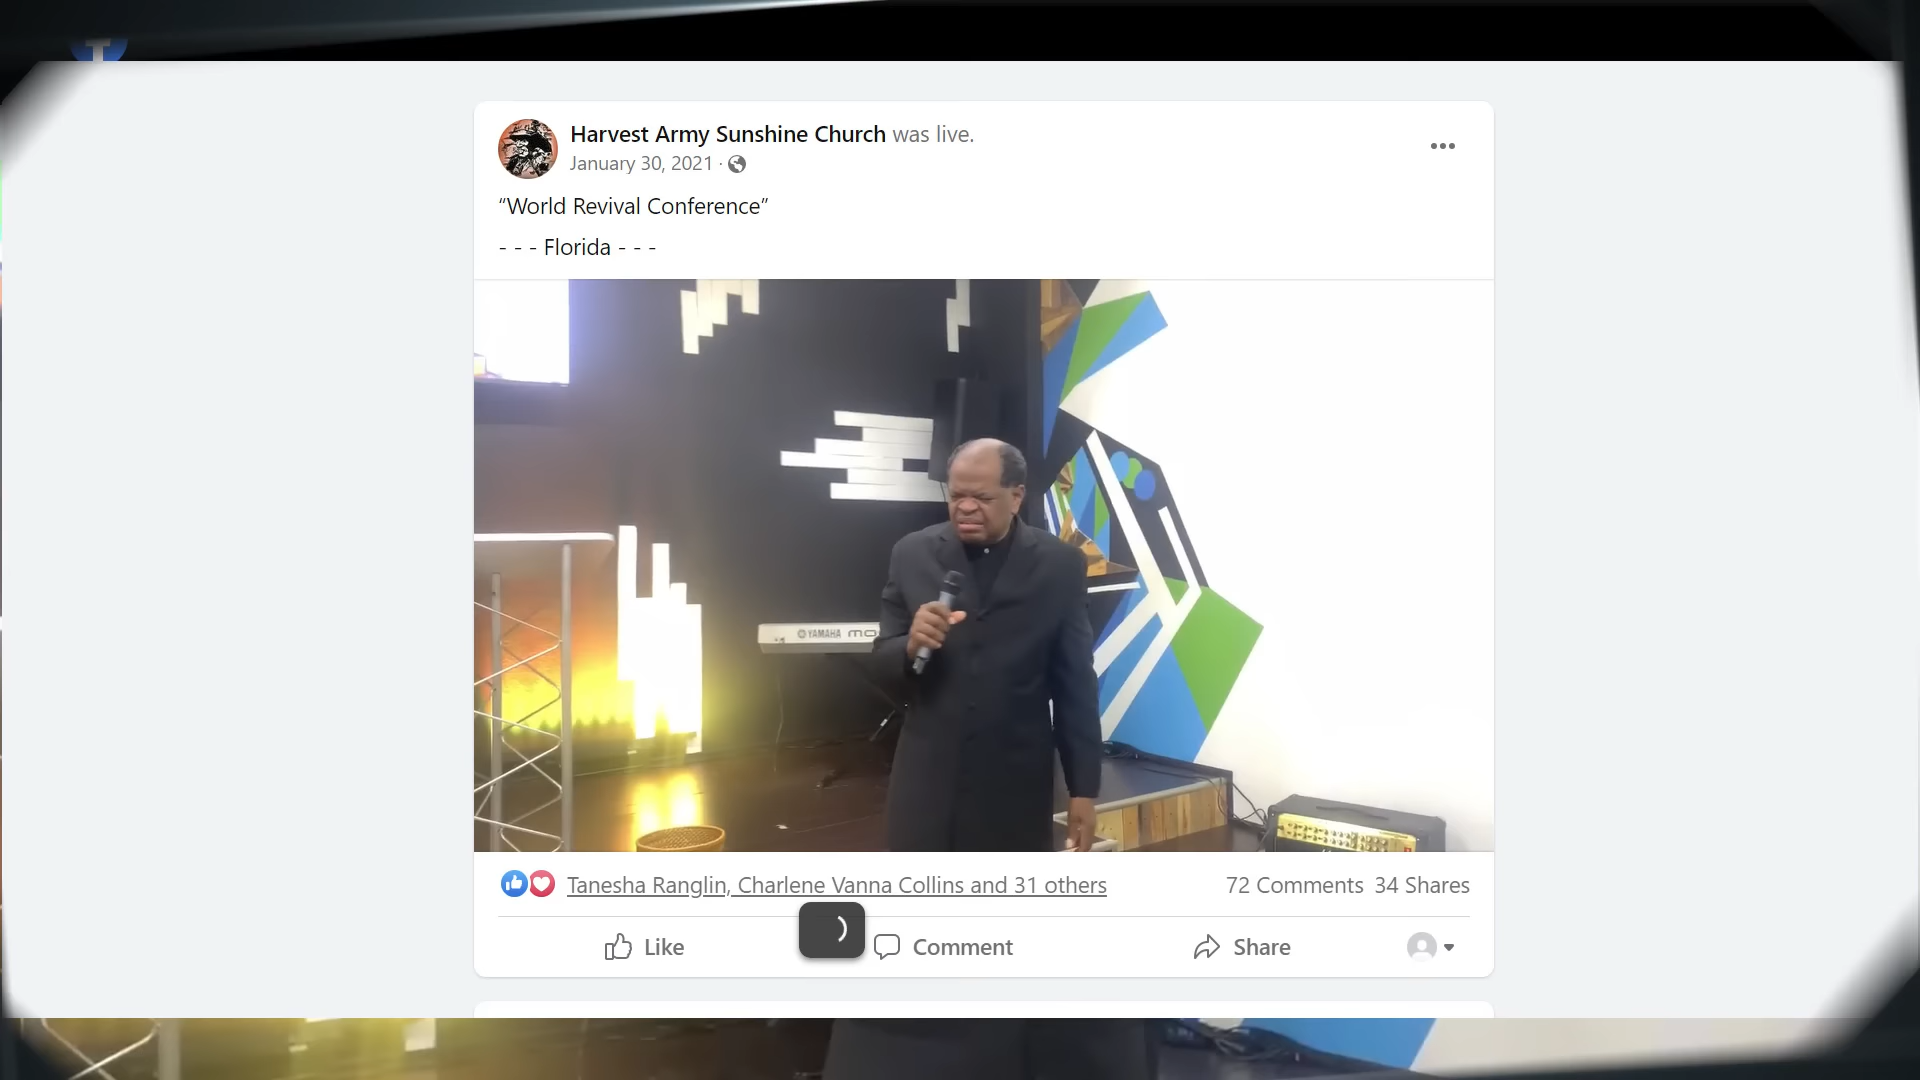 Harvest Army Sunshine Church was live.
January 30, 2021 ·
“World Revival Conference”
- - - Florida - - -
YAMAHA MO
Tanesha Ranglin, Charlene Vanna Collins and 31 others
72 Comments 34 Shares
Like
Comment
Share